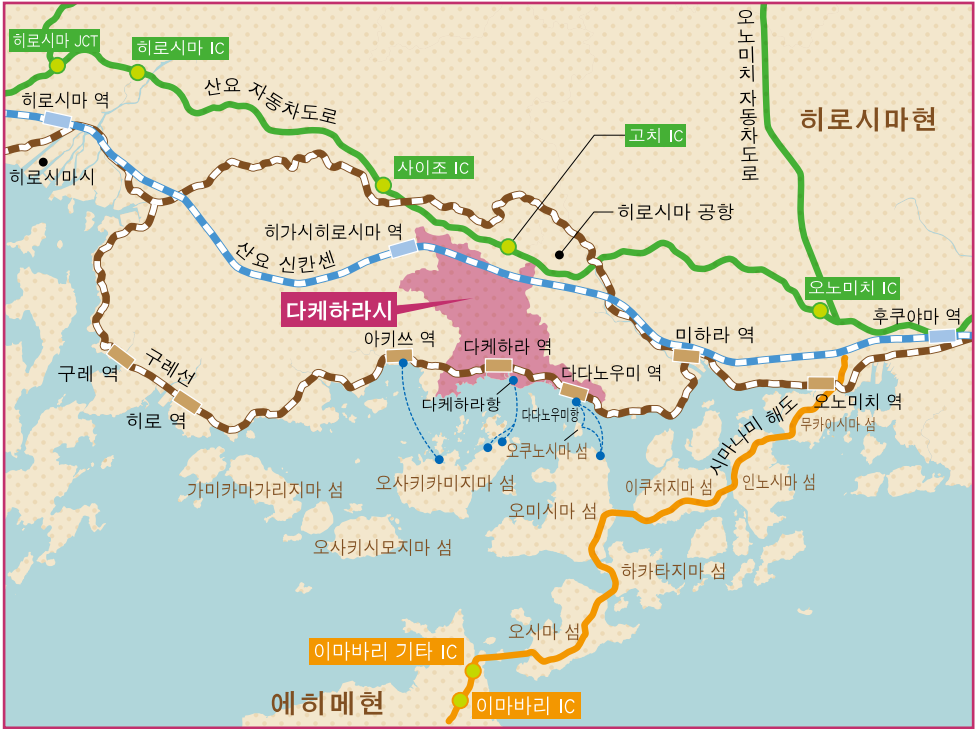 히로시마 JCT
히로시마 IC
오노미치 자동차도로
산요 자동차도로
히로시마 역
히로시마현
고치 IC
사이조 IC
히로시마시
히로시마 공항
히가시히로시마 역
산요 신칸센
오노미치 IC
다케하라시
후쿠야마 역
아키쓰 역
다케하라 역
미하라 역
구레 역
구레선
다다노우미 역
히로 역
다케하라항
다다노우미항
오노미치 역
무카이시마 섬
시마나미 해도
오쿠노시마 섬
가미카마가리지마 섬
오사키카미지마 섬
이쿠치지마 섬
인노시마 섬
오미시마 섬
오사키시모지마 섬
하카타지마 섬
오시마 섬
이마바리 기타 IC
에히메현
이마바리 IC